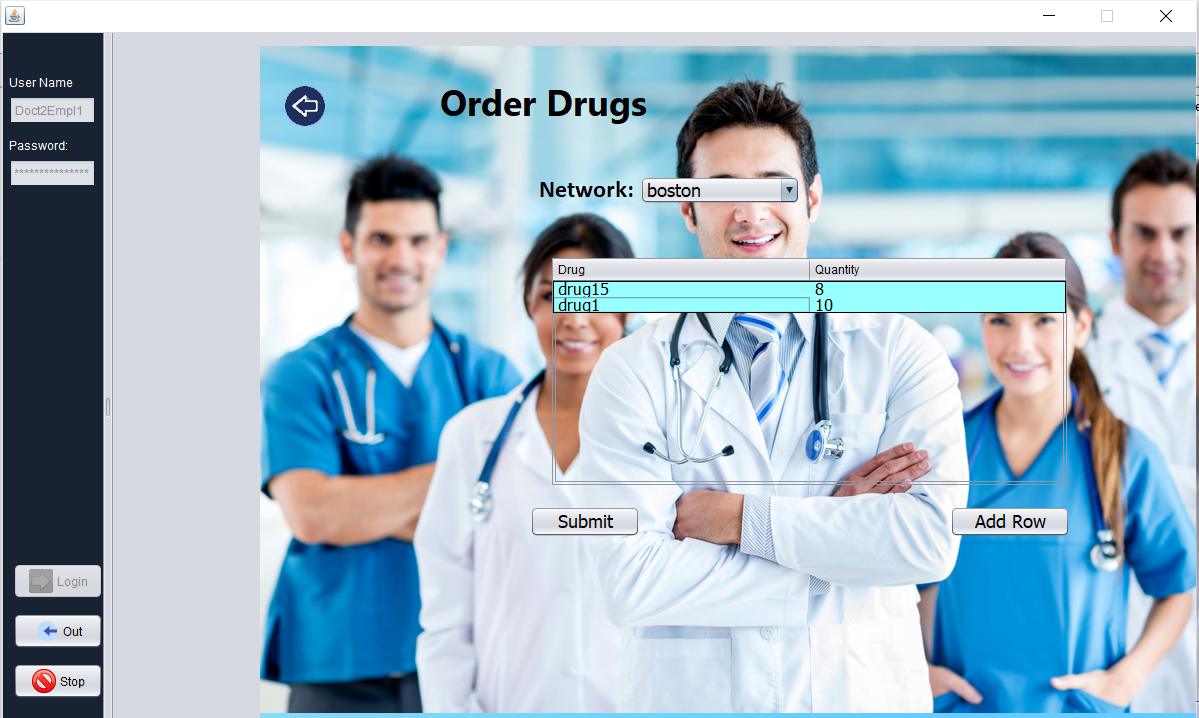 User Name
Doct2Empl1
Password:
***************
Login
Out
Stop
Order Drugs
Network: boston
Drug Quantity
drug15 8
drug1 10
Submit Add Row